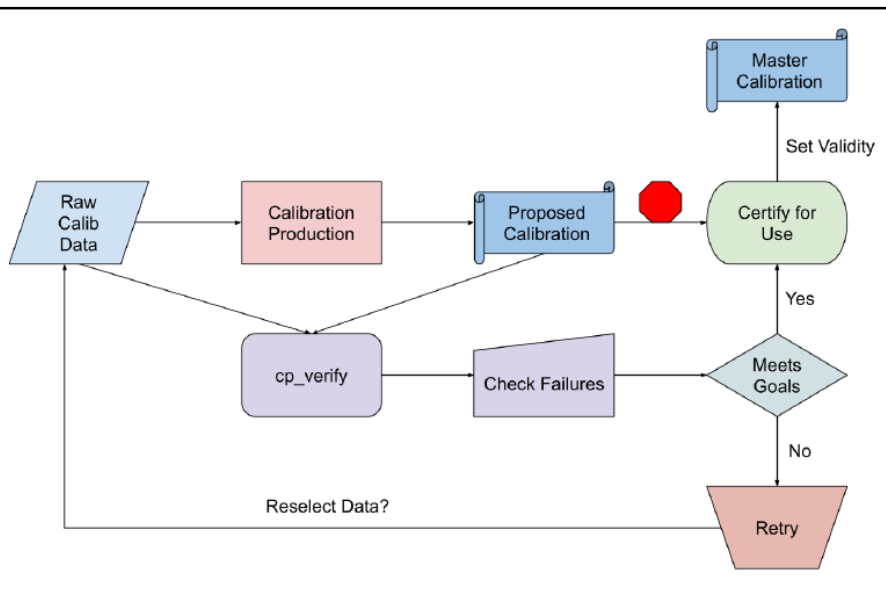 Master
Calibration
Set Validity
Raw
Calib
Data
Calibration
Production
Proposed
Calibration
Certify for
Use
Yes
cp_verify
Check Failures
Meets
Goals
No
Reselect Data?
Retry